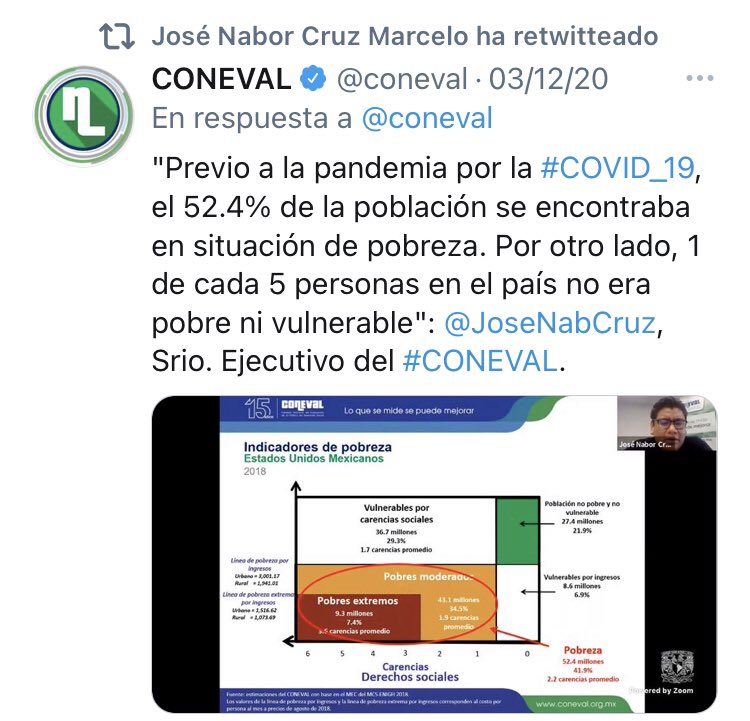 José Nabor Cruz Marcelo ha retwitteado
CONEVAL @coneval · 03/12/20
En respuesta a @coneval
"Previo a la pandemia por la #COVID_19,
el 52.4% de la población se encontraba
en situación de pobreza. Por otro lado, 1
de cada 5 personas en el país no era
pobre ni vulnerable": @JoseNabCruz,
Srio. Ejecutivo del #CONEVAL.
15
CONEVAL
Lo que se mide se puede mejorar
José Nabor Cr...
Indicadores de pobreza
Estados Unidos Mexicanos
2018
Vulnerables por
carencias sociales
36.7 millones
29.3%
1.7 carencias promedio
Población no pobre y no
vulnerable
27.4 millones
21.9%
Línea de pobreza por
ingresos
Urbano = 3,001.17
Rural = 1,941.01
Línea de pobreza extrema
por ingresos
Urbano = 1,516.62
Rural = 1,073.69
Pobres moderados
43.1 millones
34.5%
1.9 carencias
promedio
Pobres extremos
9.3 millones
7.4%
carencias promedio
Vulnerables por ingresos
8.6 millones
6.9%
6 5 4 3 2 1 0
Carencias
Derechos sociales
Pobreza
52.4 millones
41.9%
2.2 carencias promedio
Fuente: estimaciones del CONEVAL con base en el MEC del MCS-ENIGH 2018.
Los valores de la línea de pobreza por ingresos y la línea de pobreza extrema por ingresos corresponden al costo por
persona al mes a precios de agosto de 2018.
www.coneval.org.mx
Powered by Zoom